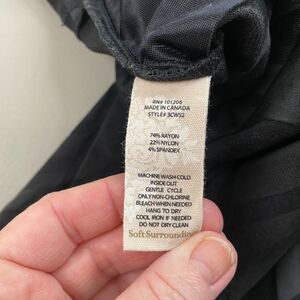 RN# 101206
MADE IN CANADA
STYLE# 3CW52
74% RAYON
22% NYLON
4% SPANDEX
MACHINE WASH COLD
INSIDE OUT
GENTLE CYCLE
ONLY NON-CHLORINE
BLEACH WHEN NEEDED
HANG TO DRY
COOL IRON IF NEEDED
DO NOT DRY CLEAN
Soft Surroundings